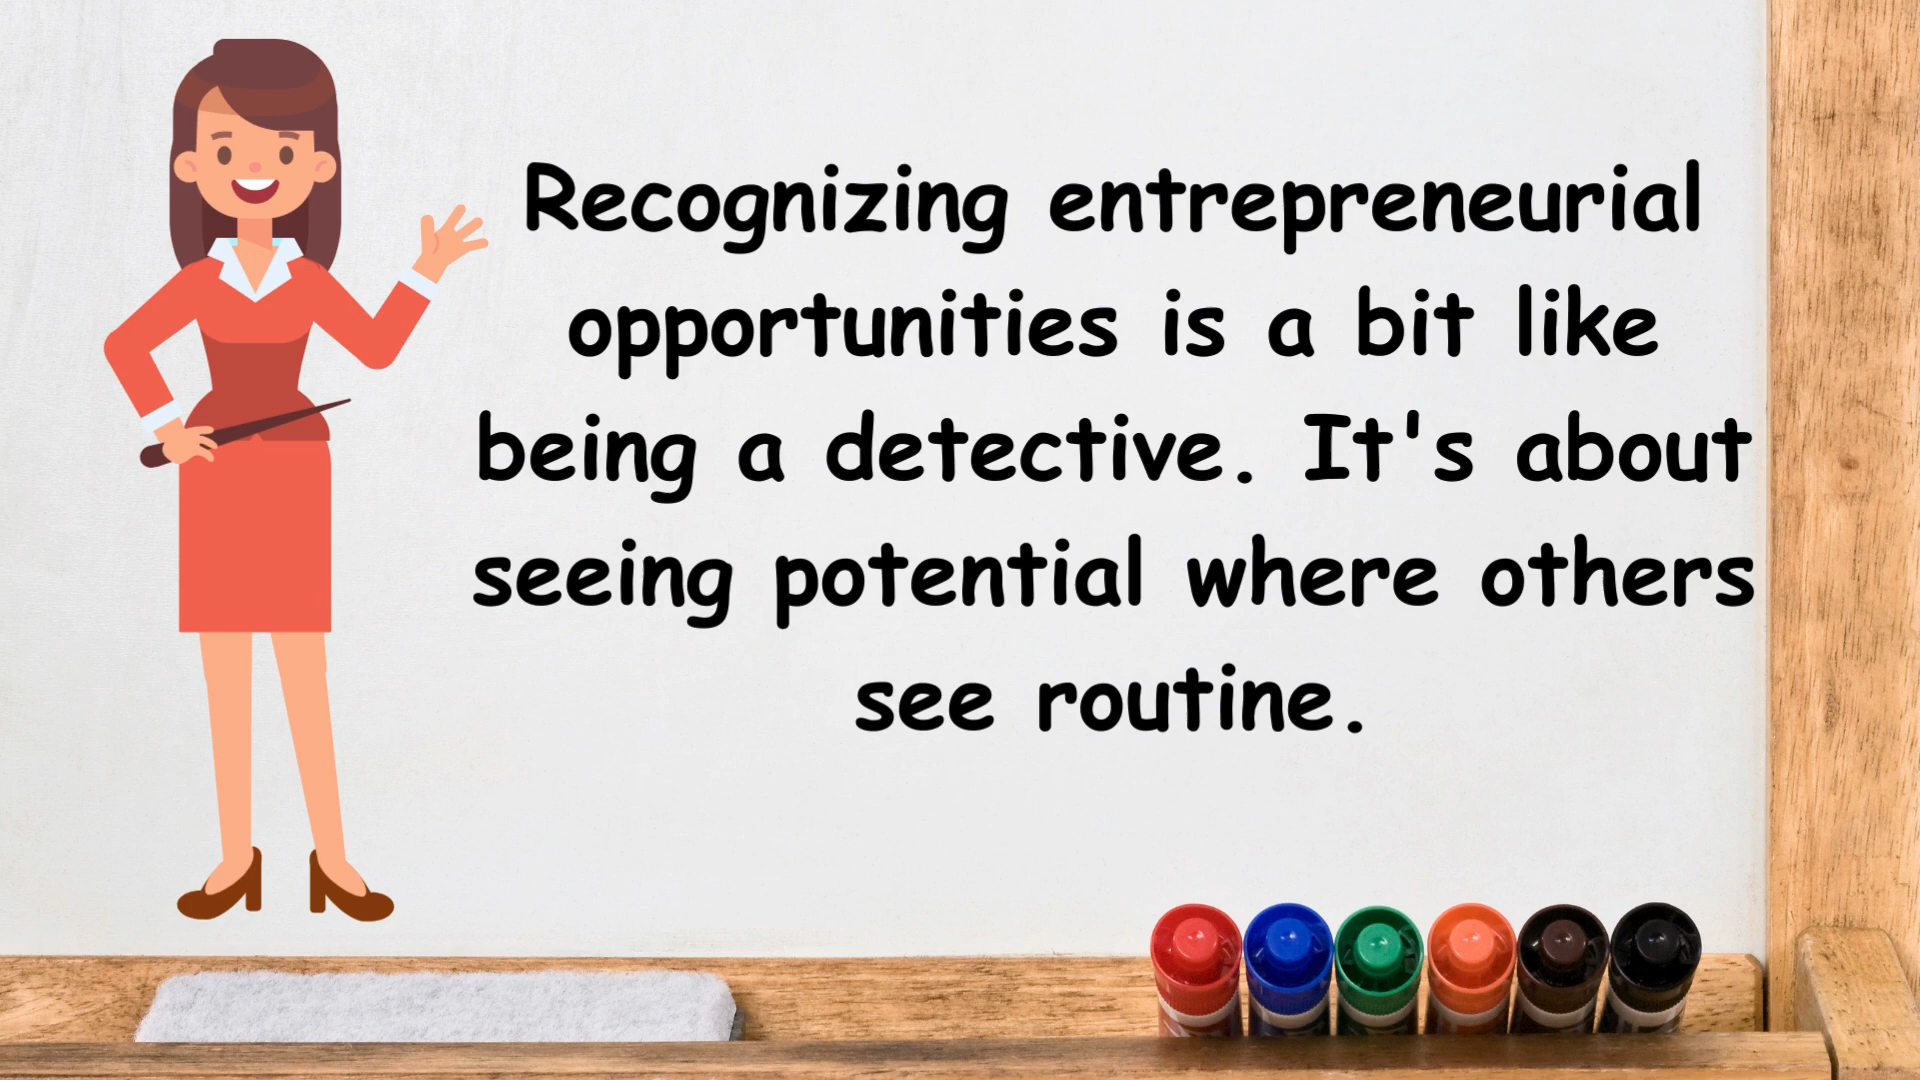 Recognizing entrepreneurial
opportunities is a bit like
being a detective. It's about
seeing potential where others
see routine.